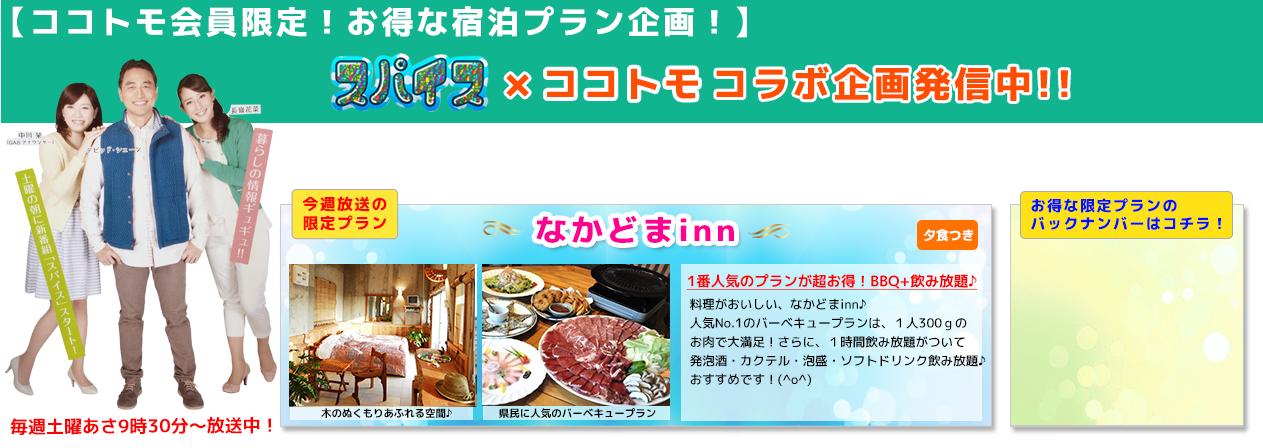 【ココトモ会員限定！お得な宿泊プラン企画！】
スパイス×ココトモ コラボ企画発信中!!
中川 栞
(QABアナウンサー)
デビッド・シェーン
長嶺花菜
土曜の朝に新番組「スパイス」スタート！
暮らしの情報ギュギュ!!
毎週土曜あさ9時30分～放送中！
今週放送の
限定プラン
なかどまinn
夕食つき
木のぬくもりあふれる空間♪
県民に人気のバーベキュープラン
1番人気のプランが超お得！BBQ+飲み放題♪
料理がおいしい、なかどまinn♪
人気No.1のバーベキュープランは、１人300ｇの
お肉で大満足！さらに、１時間飲み放題がついて
発泡酒・カクテル・泡盛・ソフトドリンク飲み放題♪
おすすめです！(^o^)
お得な限定プランの
バックナンバーはコチラ！